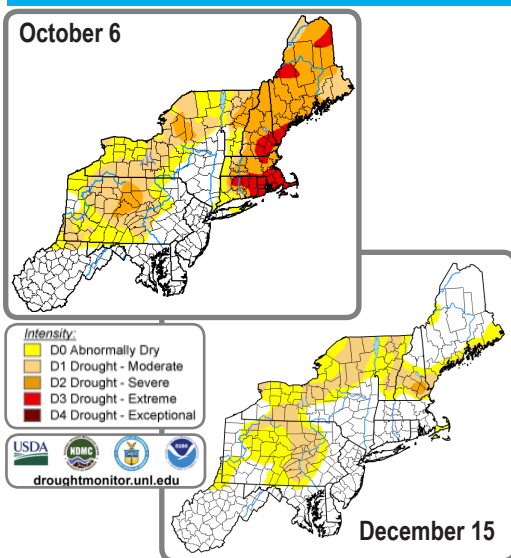 October 6
Intensity:
D0 Abnormally Dry
D1 Drought - Moderate
D2 Drought - Severe
D3 Drought - Extreme
D4 Drought - Exceptional
USDA
NDMC
NOAA
droughtmonitor.unl.edu
December 15